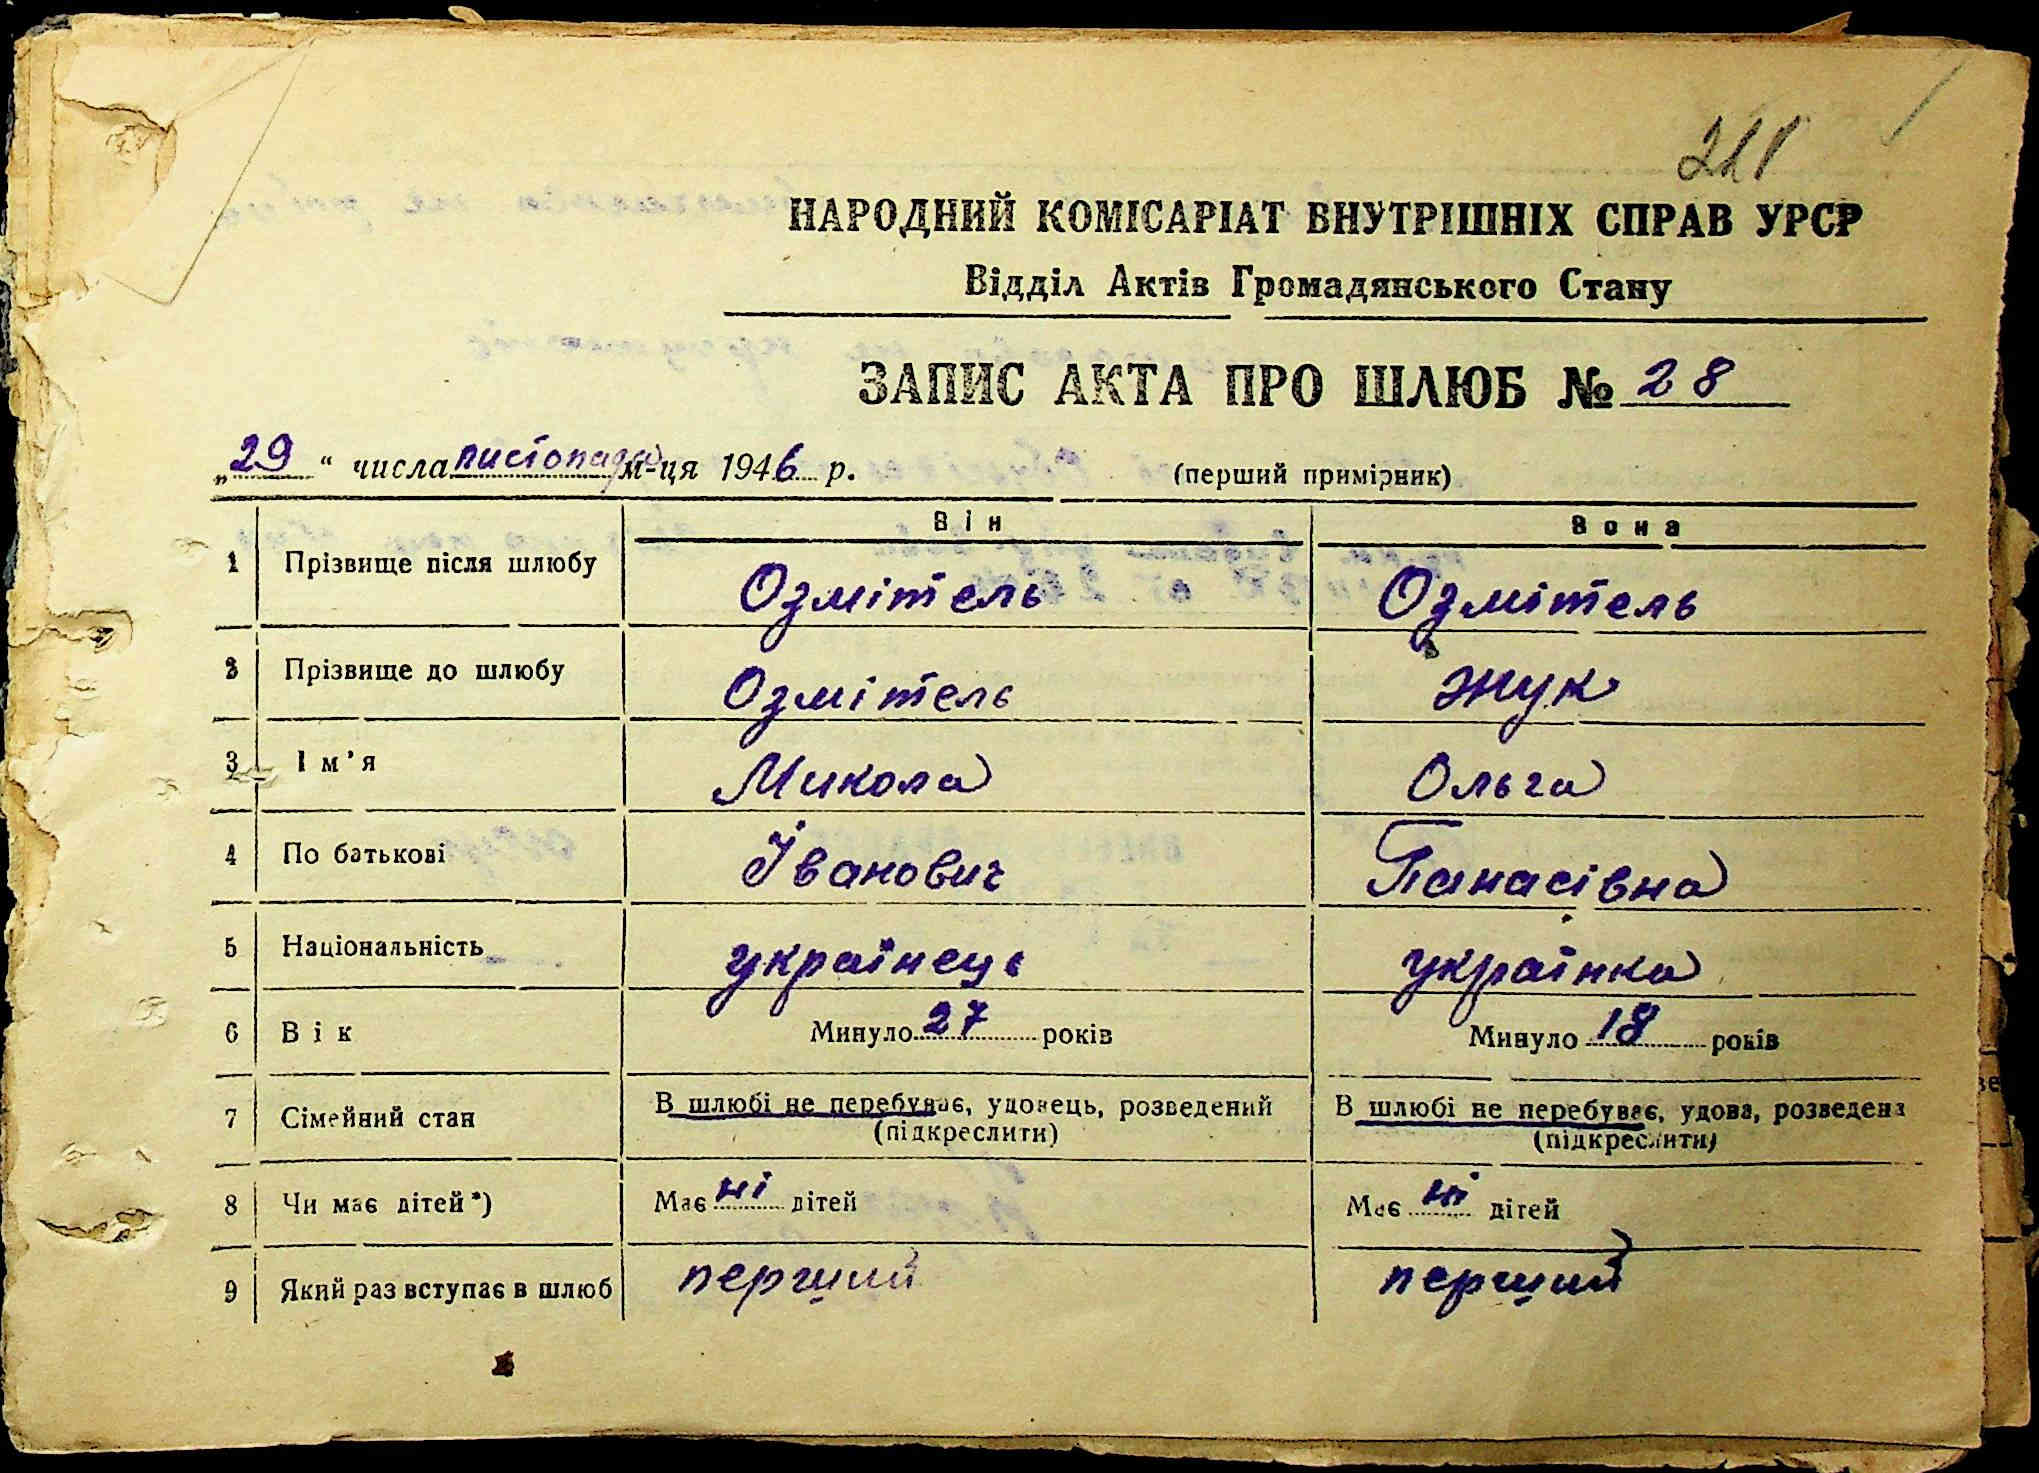 211
НАРОДНИЙ КОМІСАРІАТ ВНУТРІШНІХ СПРАВ УРСР
Відділ Актів Громадянського Стану
ЗАПИС АКТА ПРО ШЛЮБ № 28
„29“ числа листопада м-ця 1946 р. (перший примірник)
Він Вона
1 Прізвище після шлюбу Озмітель Озмітель
2 Прізвище до шлюбу Озмітель Жук
3 Ім’я Микола Ольга
4 По батькові Іванович Панасівна
5 Національність українець українка
6 Вік Минуло 27 років Минуло 18 років
7 Сімейний стан В шлюбі не перебуває, удовець, розведений В шлюбі не перебуває, удова, розведена
(підкреслити) (підкреслити)
8 Чи має дітей*) Має ні дітей Має ні дітей
9 Який раз вступає в шлюб перший перший